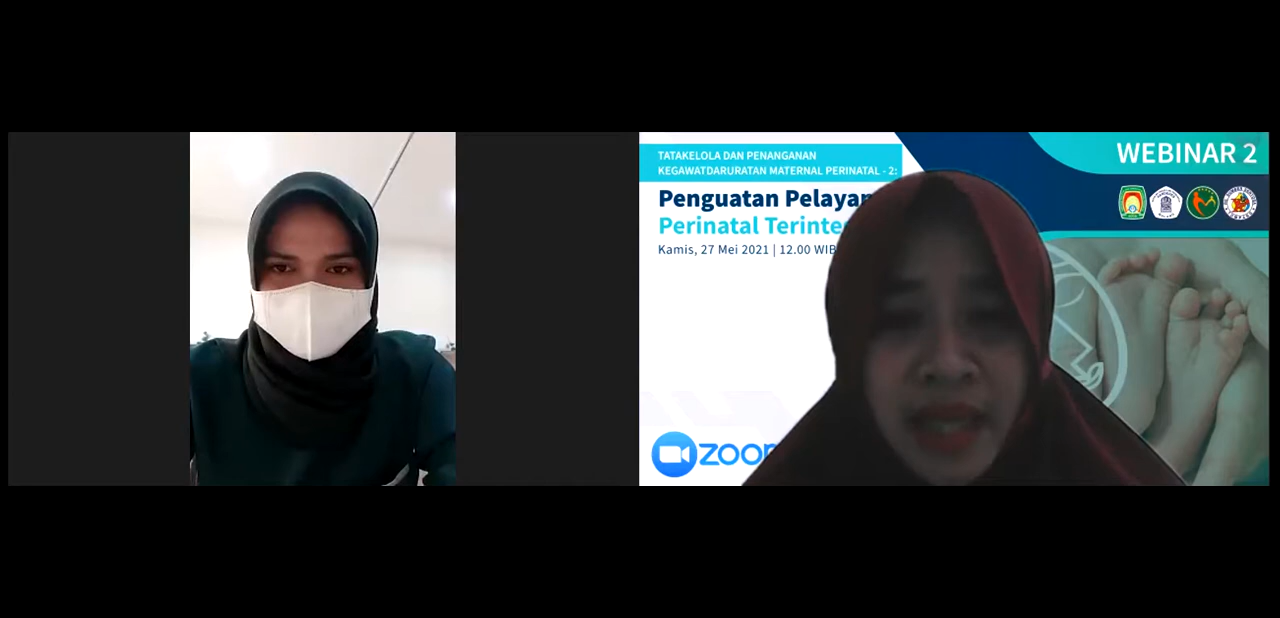 TATAKELOLA DAN PENANGANAN
KEGAWATDARURATAN MATERNAL PERINATAL - 2:
Penguatan Pelayan
Perinatal Terinte
Kamis, 27 Mei 2021 | 12.00 WIB
WEBINAR 2
zoom